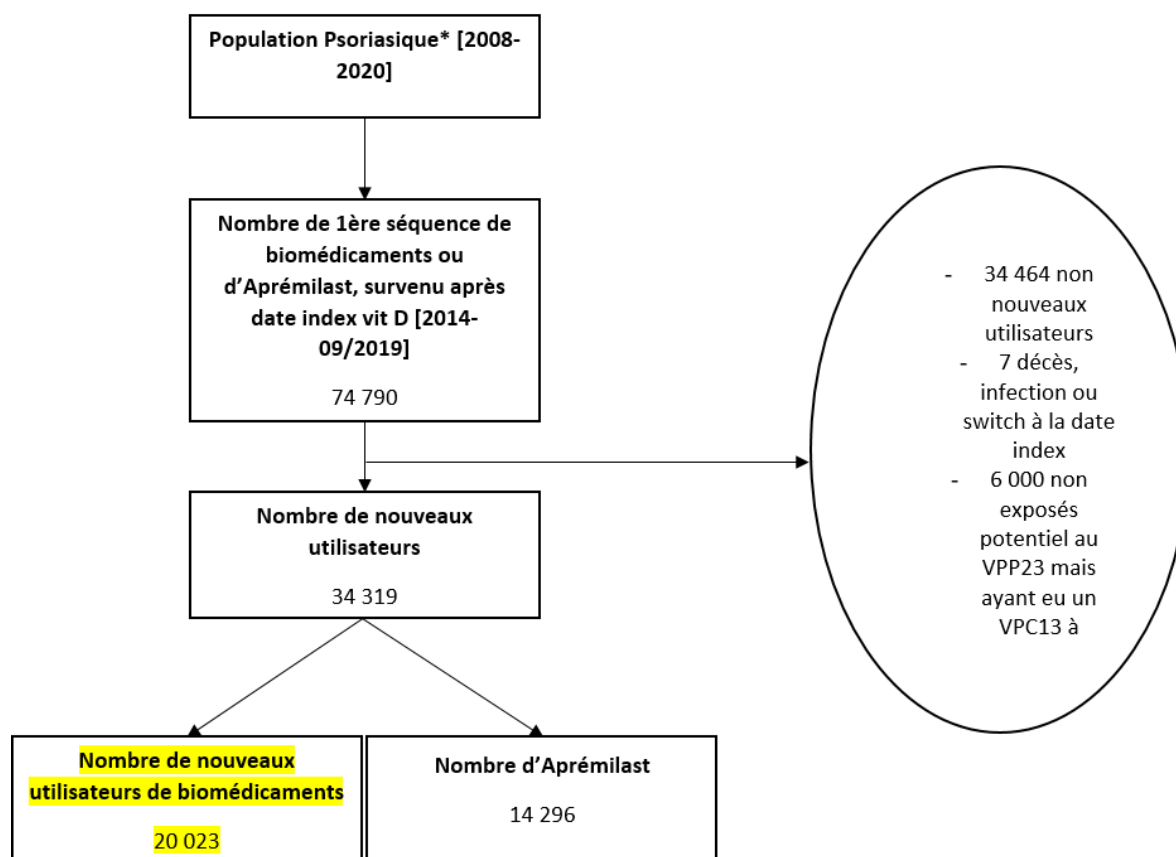 Population Psoriasique* [2008-
2020]
Nombre de 1ère séquence de
biomédicaments ou
d’Aprémilast, survenu après
date index vit D [2014-
09/2019]
74 790
- 34 464 non
nouveaux
utilisateurs
- 7 décès,
infection ou
switch à la date
index
- 6 000 non
exposés
potentiel au
VPP23 mais
ayant eu un
VPC13 à
Nombre de nouveaux
utilisateurs
34 319
Nombre de nouveaux
utilisateurs de biomédicaments
20 023
Nombre d’Aprémilast
14 296